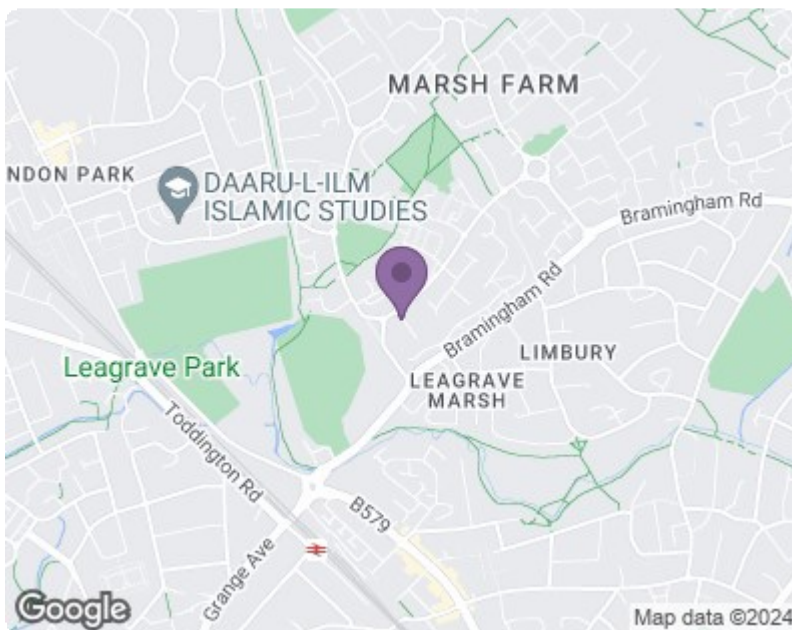 MARSH FARM
NDON PARK
DAARU-L-ILM
ISLAMIC STUDIES
Bramingham Rd
Bramingham Rd
LIMBURY
Leagrave Park
LEAGRAVE
MARSH
Toddington Rd
B579
Grange Ave
Google
Map data ©2024